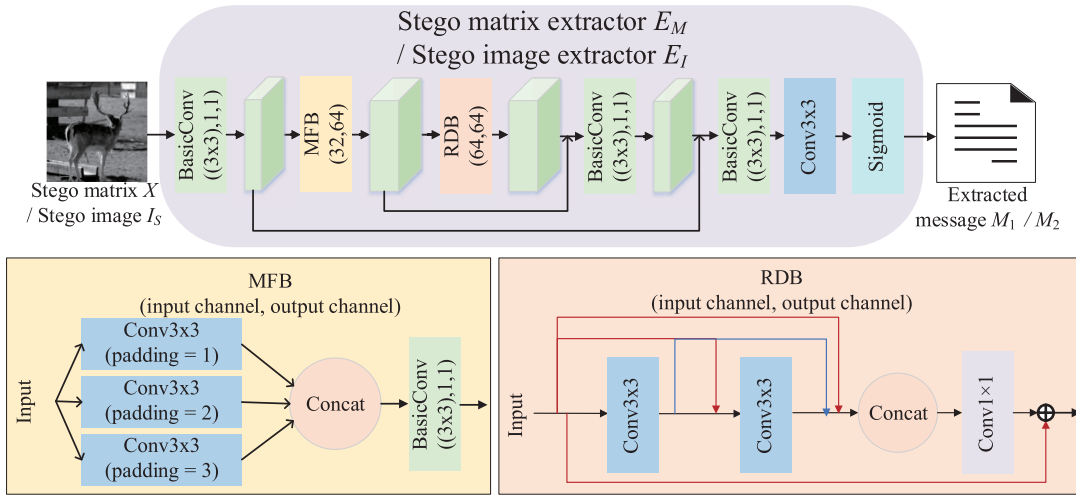 Stego matrix extractor E_M
/ Stego image extractor E_I
BasicConv
((3x3),1,1)
MFB
(32,64)
RDB
(64,64)
BasicConv
((3x3),1,1)
BasicConv
((3x3),1,1)
Conv3x3
Sigmoid
Stego matrix X
/ Stego image I_S
Extracted
message M_1 / M_2
MFB
(input channel, output channel)
Input
Conv3x3
(padding = 1)
Conv3x3
(padding = 2)
Conv3x3
(padding = 3)
Concat
BasicConv
((3x3),1,1)
RDB
(input channel, output channel)
Input
Conv3x3
Conv3x3
Concat
Conv1×1